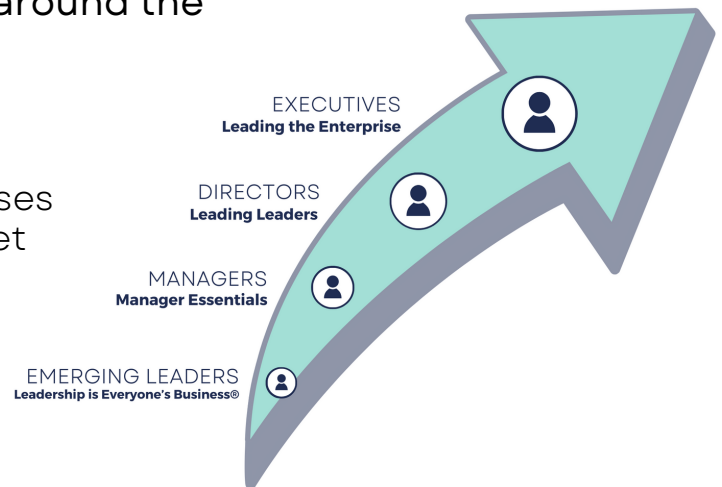 around the
EXECUTIVES
Leading the Enterprise
ses
et
DIRECTORS
Leading Leaders
MANAGERS
Manager Essentials
EMERGING LEADERS
Leadership is Everyone's Business®